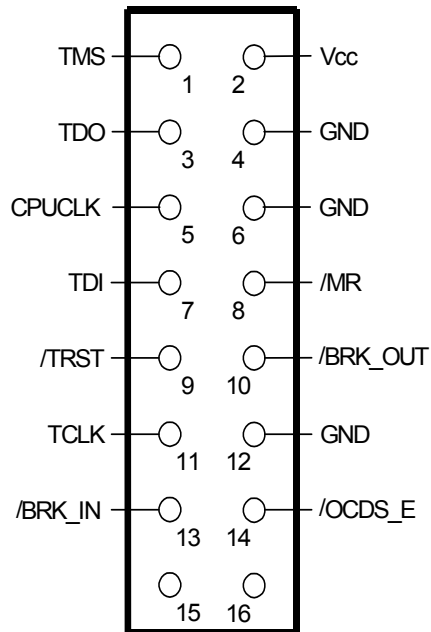 TMS 1 2 Vcc
TDO 3 4 GND
CPUCLK 5 6 GND
TDI 7 8 /MR
/TRST 9 10 /BRK_OUT
TCLK 11 12 GND
/BRK_IN 13 14 /OCDS_E
15 16